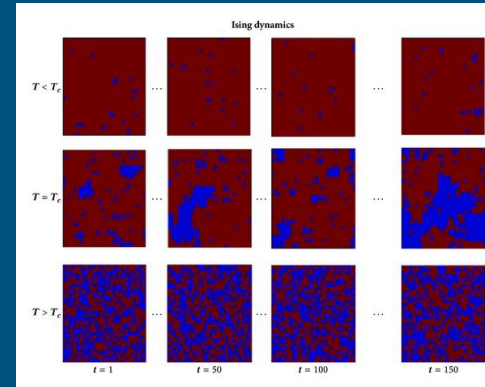 Ising dynamics
T < Tc
... ... ...
T = Tc
... ... ...
T > Tc
... ... ...
t = 1 t = 50 t = 100 t = 150